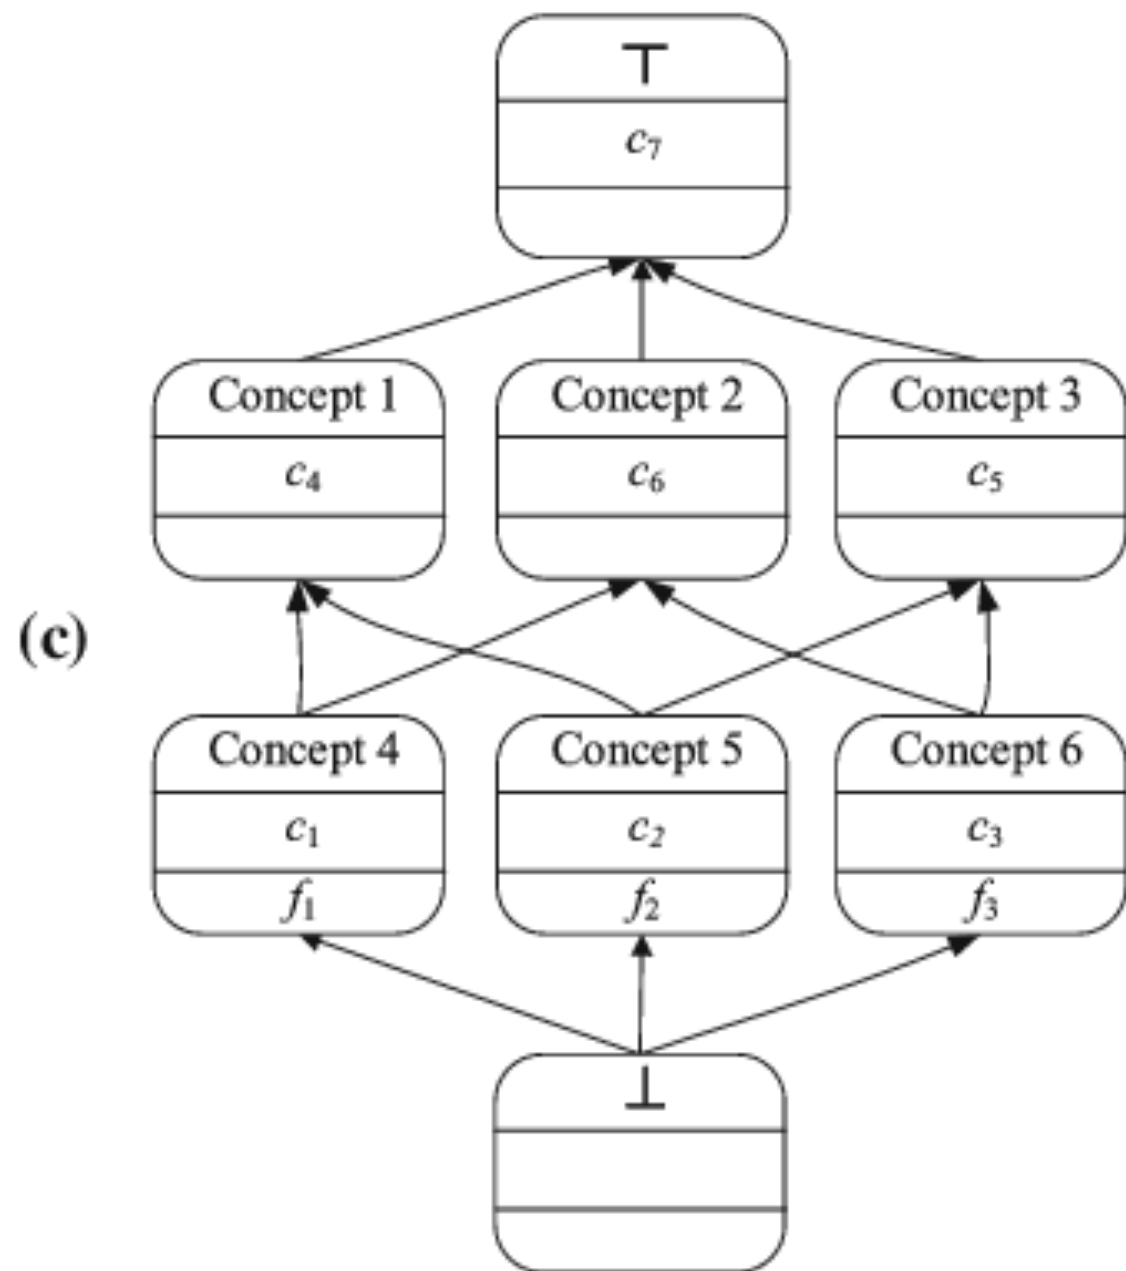 ⊤
c₇
Concept 1 Concept 2 Concept 3
c₄ c₆ c₅
(c)
Concept 4 Concept 5 Concept 6
c₁ c₂ c₃
f₁ f₂ f₃
⊥